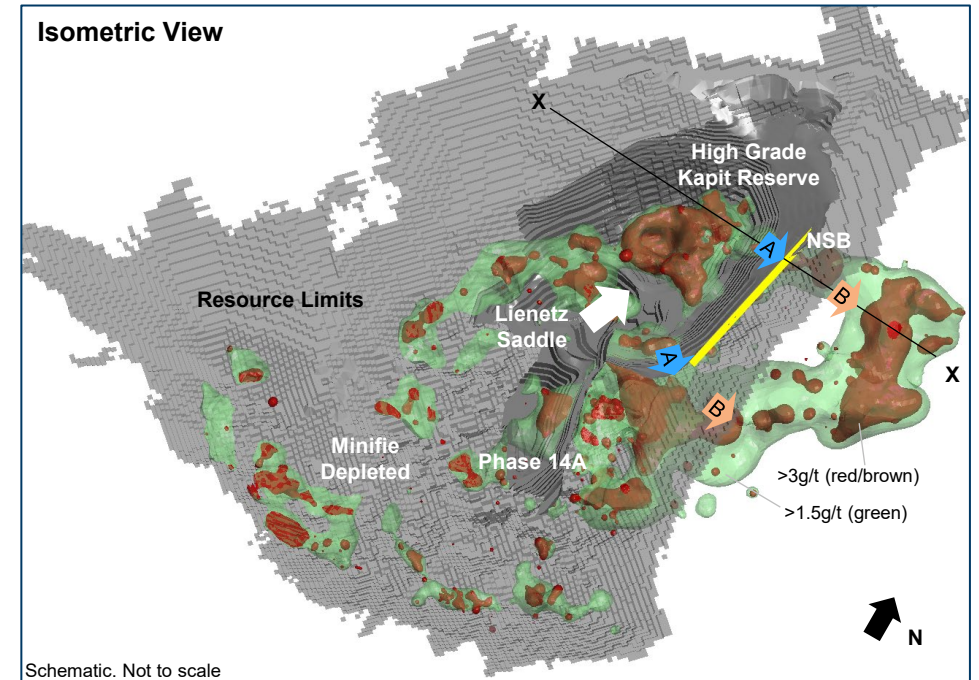 Isometric View
X
High Grade
Kapit Reserve
A
NSB
B
Resource Limits
Lienetz
Saddle
A
X
B
Minifie
Depleted
Phase 14A
>3g/t (red/brown)
>1.5g/t (green)
N
Schematic. Not to scale